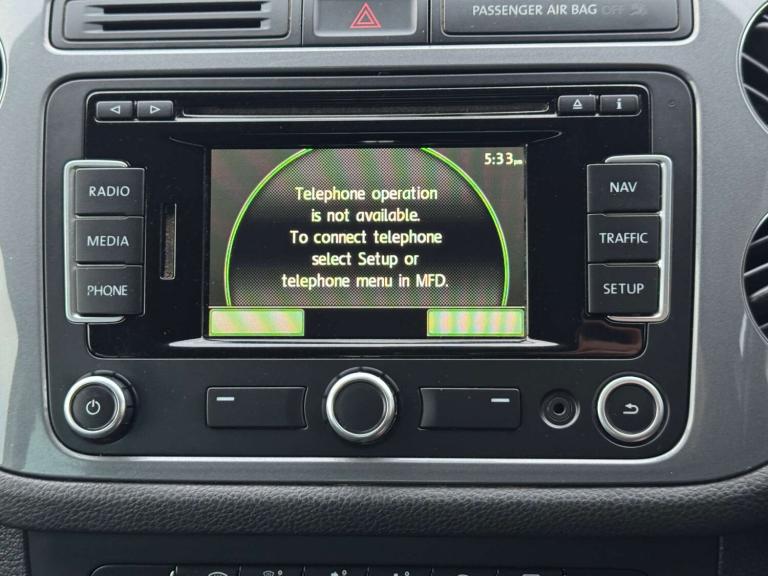 PASSENGER AIR BAG OFF
5:33pm
RADIO
MEDIA
PHONE
Telephone operation
is not available.
To connect telephone
select Setup or
telephone menu in MFD.
NAV
TRAFFIC
SETUP